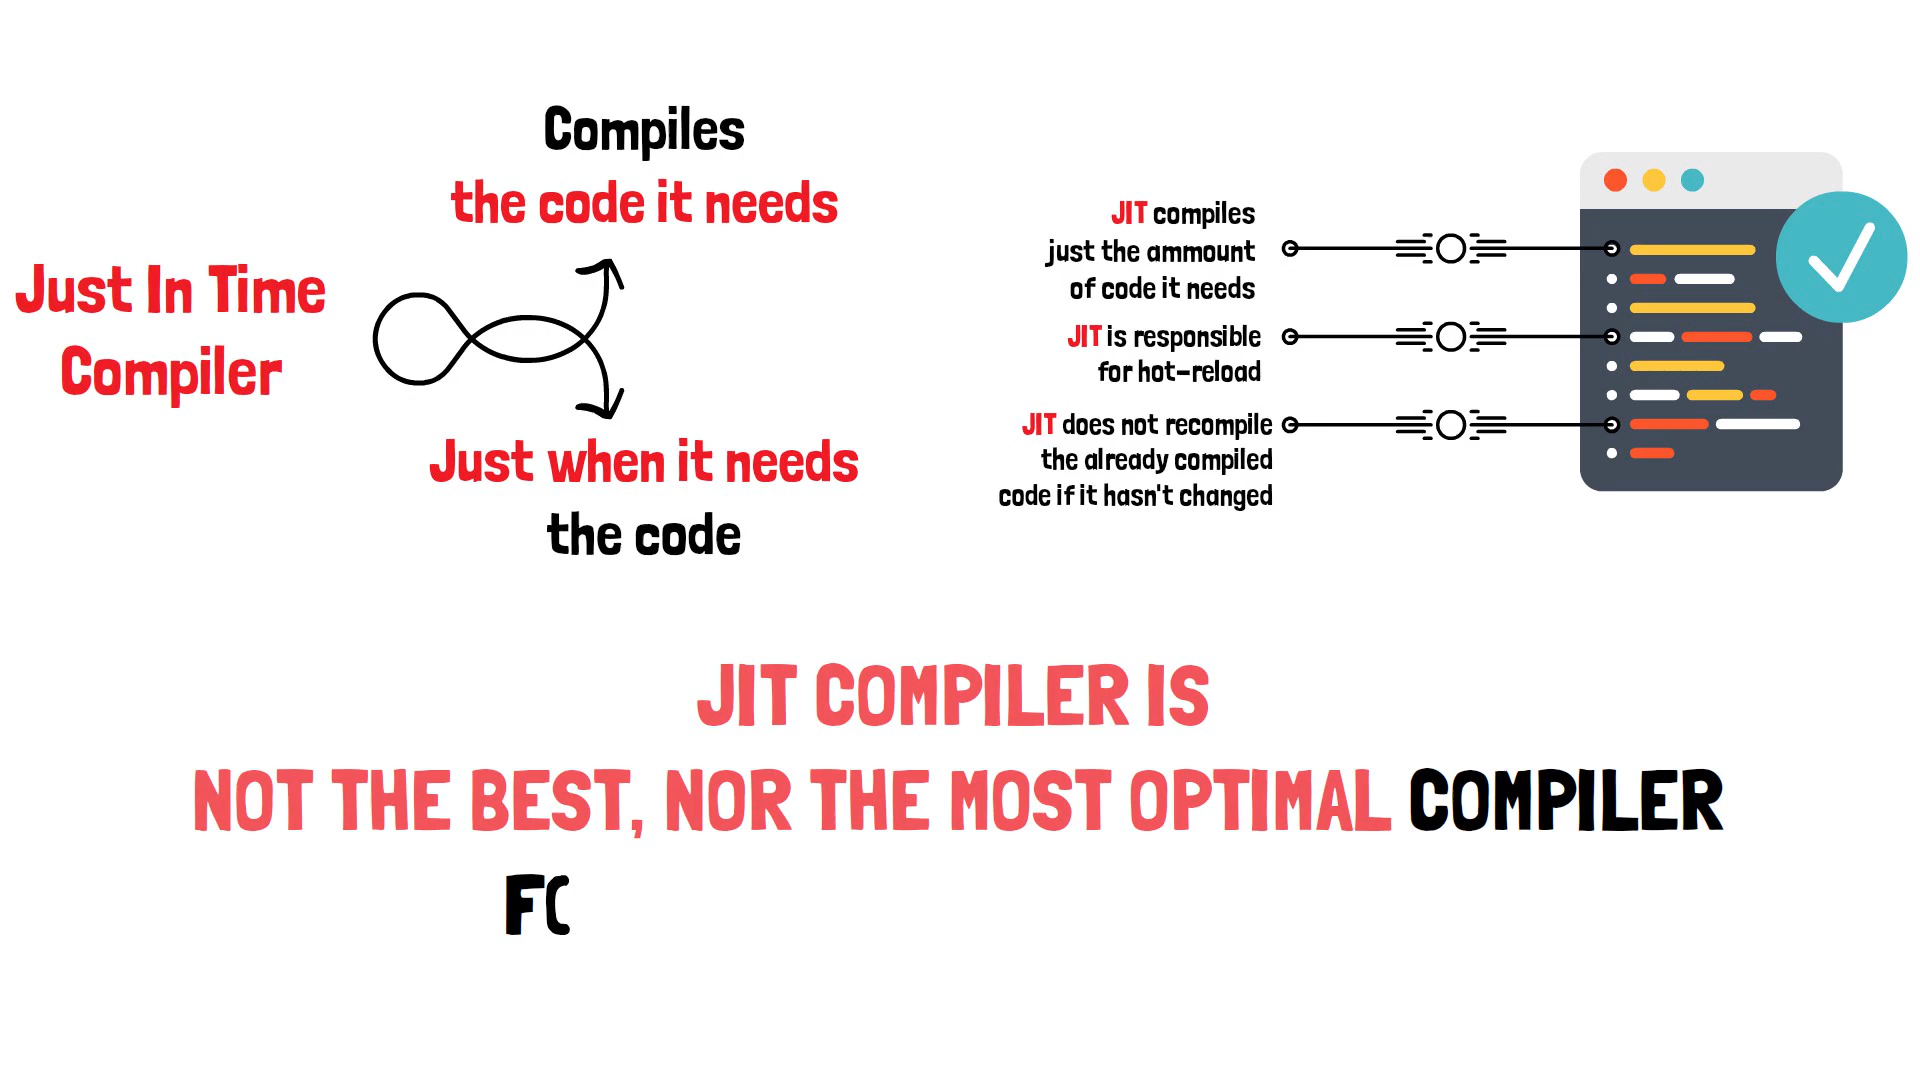 Compiles
the code it needs
Just In Time
Compiler
Just when it needs
the code
JIT compiles
just the ammount
of code it needs
JIT is responsible
for hot-reload
JIT does not recompile
the already compiled
code if it hasn't changed
JIT COMPILER IS
NOT THE BEST, NOR THE MOST OPTIMAL COMPILER